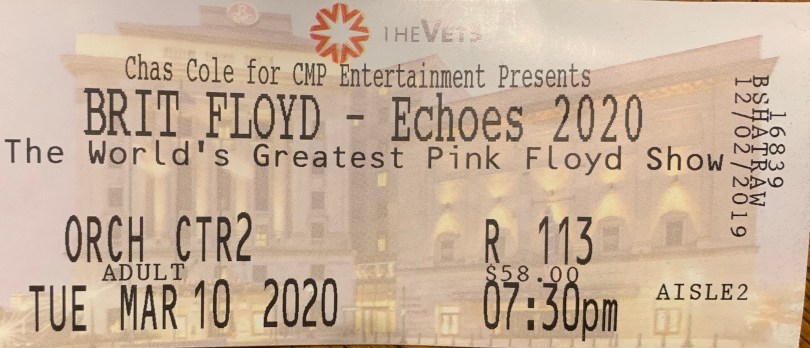 THEVETS
Chas Cole for CMP Entertainment Presents
BRIT FLOYD - Echoes 2020
The World's Greatest Pink Floyd Show
ORCH CTR2
R 113
ADULT
$58.00
TUE MAR 10 2020
07:30pm
AISLE2
16839
BSHATRAW
12/02/2019